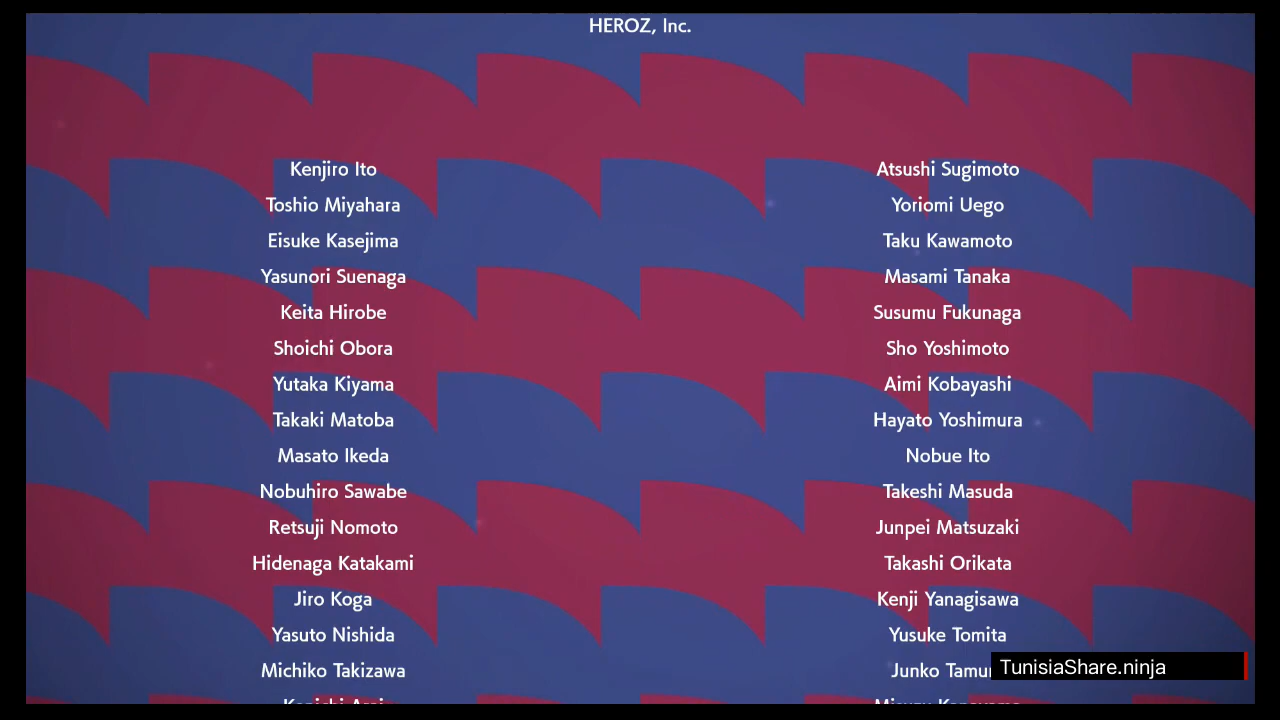 HEROZ, Inc.
Kenjiro Ito
Atsushi Sugimoto
Toshio Miyahara
Yoriomi Uego
Eisuke Kasejima
Taku Kawamoto
Yasunori Suenaga
Masami Tanaka
Keita Hirobe
Susumu Fukunaga
Shoichi Obora
Sho Yoshimoto
Yutaka Kiyama
Aimi Kobayashi
Takaki Matoba
Hayato Yoshimura
Masato Ikeda
Nobue Ito
Nobuhiro Sawabe
Takeshi Masuda
Retsuji Nomoto
Junpei Matsuzaki
Hidenaga Katakami
Takashi Orikata
Jiro Koga
Kenji Yanagisawa
Yasuto Nishida
Yusuke Tomita
Michiko Takizawa
Junko
TunisiaShare.ninja